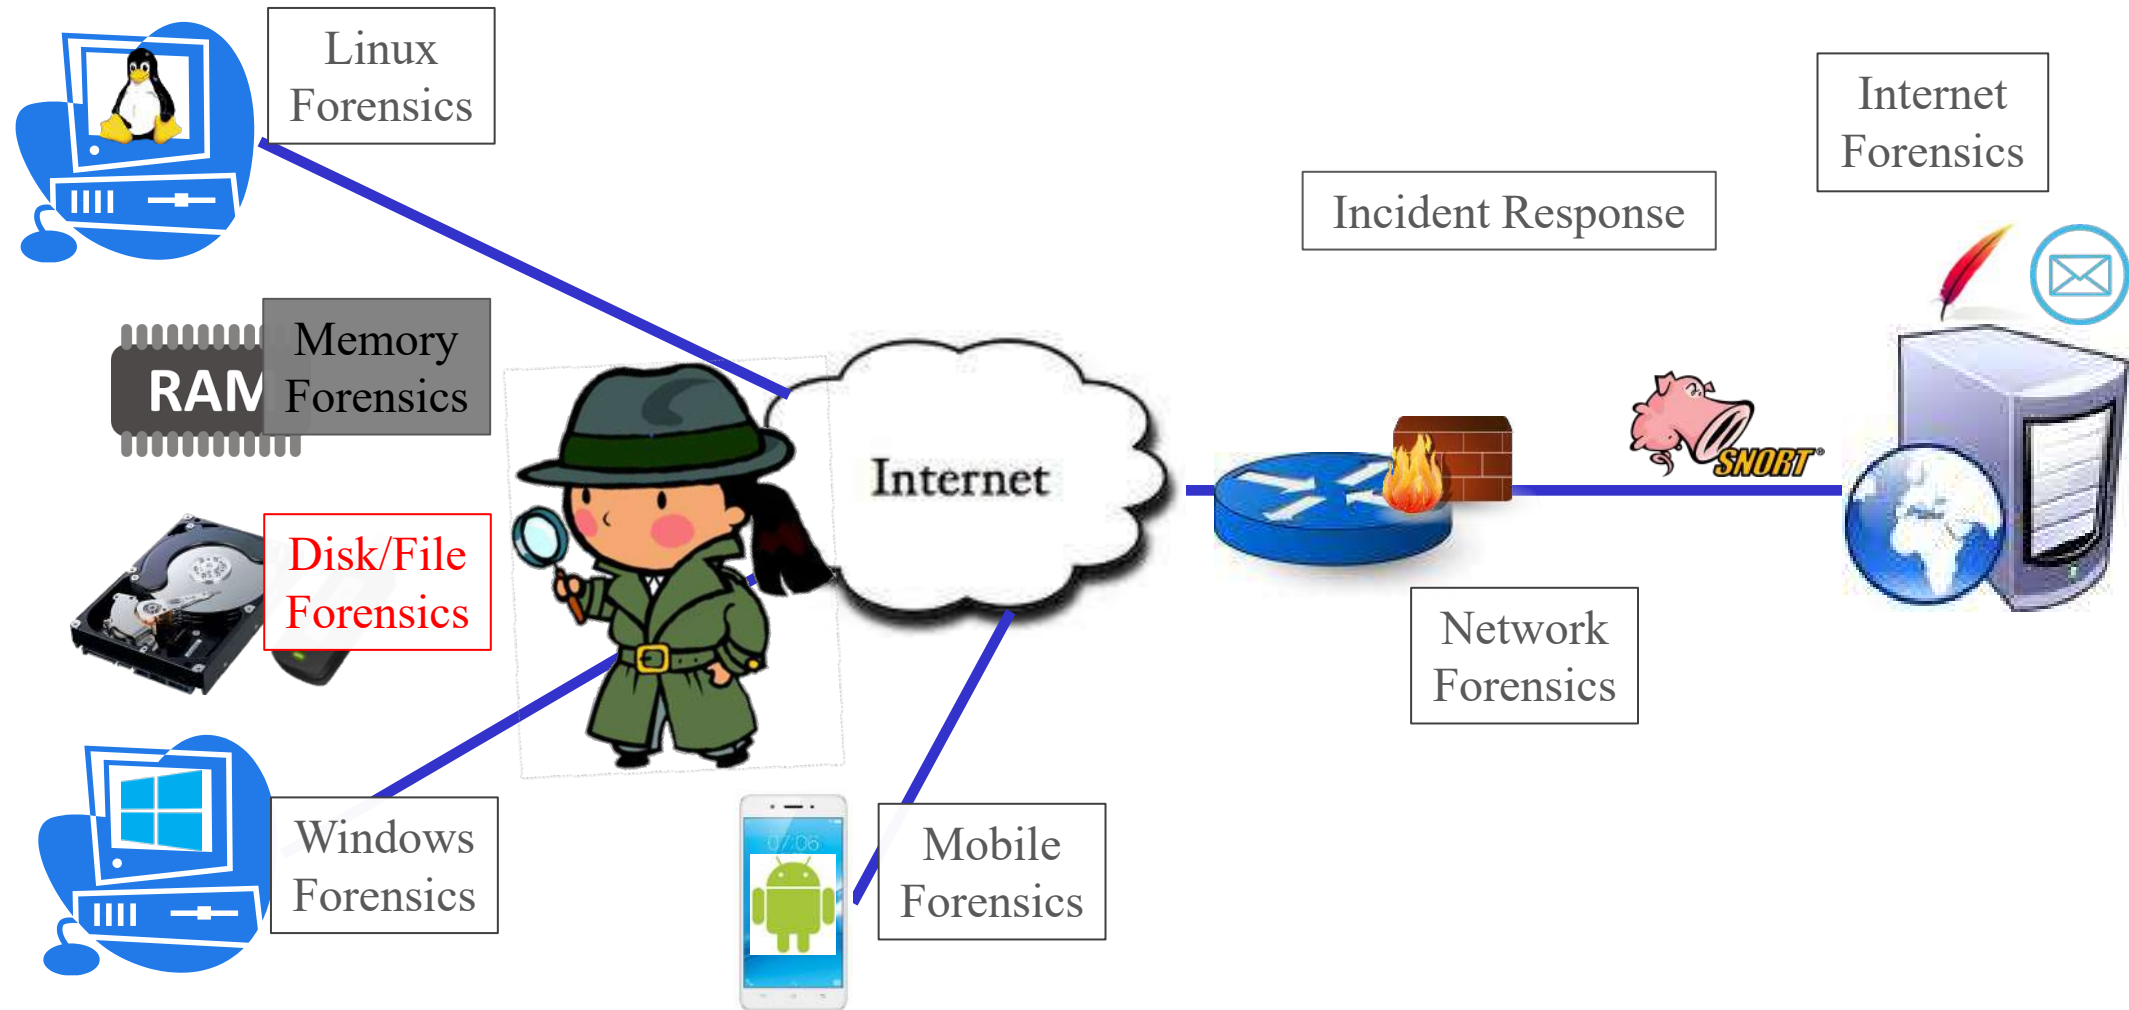 Linux
Forensics
Internet
Forensics
Incident Response
Memory
Forensics
RAM
Internet
SNORT®
Disk/File
Forensics
Network
Forensics
Windows
Forensics
07:06
Mobile
Forensics